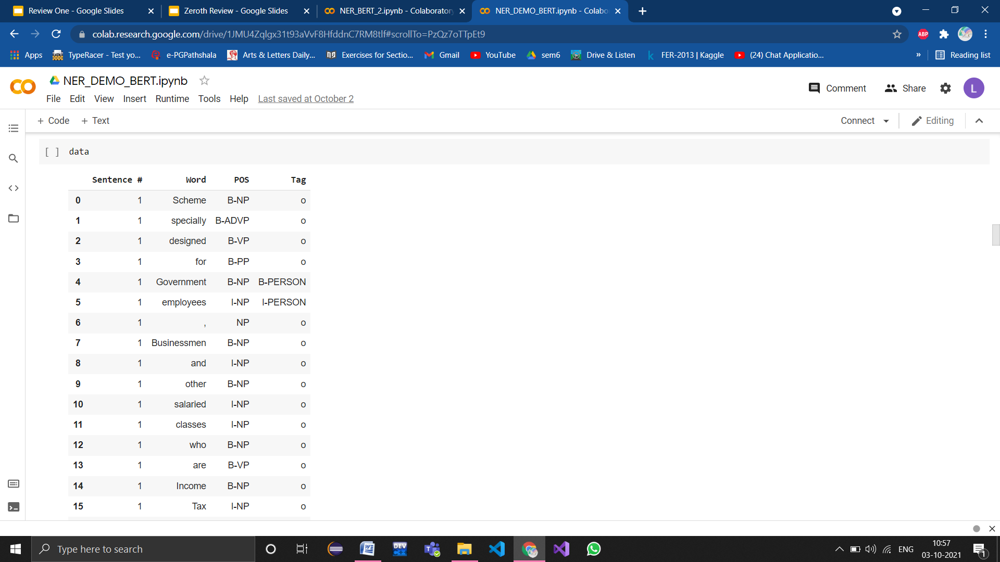 Review One - Google Slides
Zeroth Review - Google Slides
NER_BERT_2.ipynb - Colaboratory
NER_DEMO_BERT.ipynb - Colabo
colab.research.google.com/drive/1JMU4Zqlgx31t93aVvF8HfddnC7RM8tlf#scrollTo=PzQz7oTTpEt9
ABP
Apps TypeRacer - Test yo... e-PGPathshala Arts & Letters Daily... Exercises for Sectio... Gmail YouTube sem6 Drive & Listen k FER-2013 | Kaggle (24) Chat Applicatio... » Reading list
NER_DEMO_BERT.ipynb
Comment Share L
File Edit View Insert Runtime Tools Help Last saved at October 2
+ Code + Text Connect Editing
[ ] data
Sentence # Word POS Tag
0 1 Scheme B-NP o
1 1 specially B-ADVP o
2 1 designed B-VP o
3 1 for B-PP o
4 1 Government B-NP B-PERSON
5 1 employees I-NP I-PERSON
6 1 , NP o
7 1 Businessmen B-NP o
8 1 and I-NP o
9 1 other B-NP o
10 1 salaried I-NP o
11 1 classes I-NP o
12 1 who B-NP o
13 1 are B-VP o
14 1 Income B-NP o
15 1 Tax I-NP o
Type here to search
DEV
ENG
10:57
03-10-2021
1